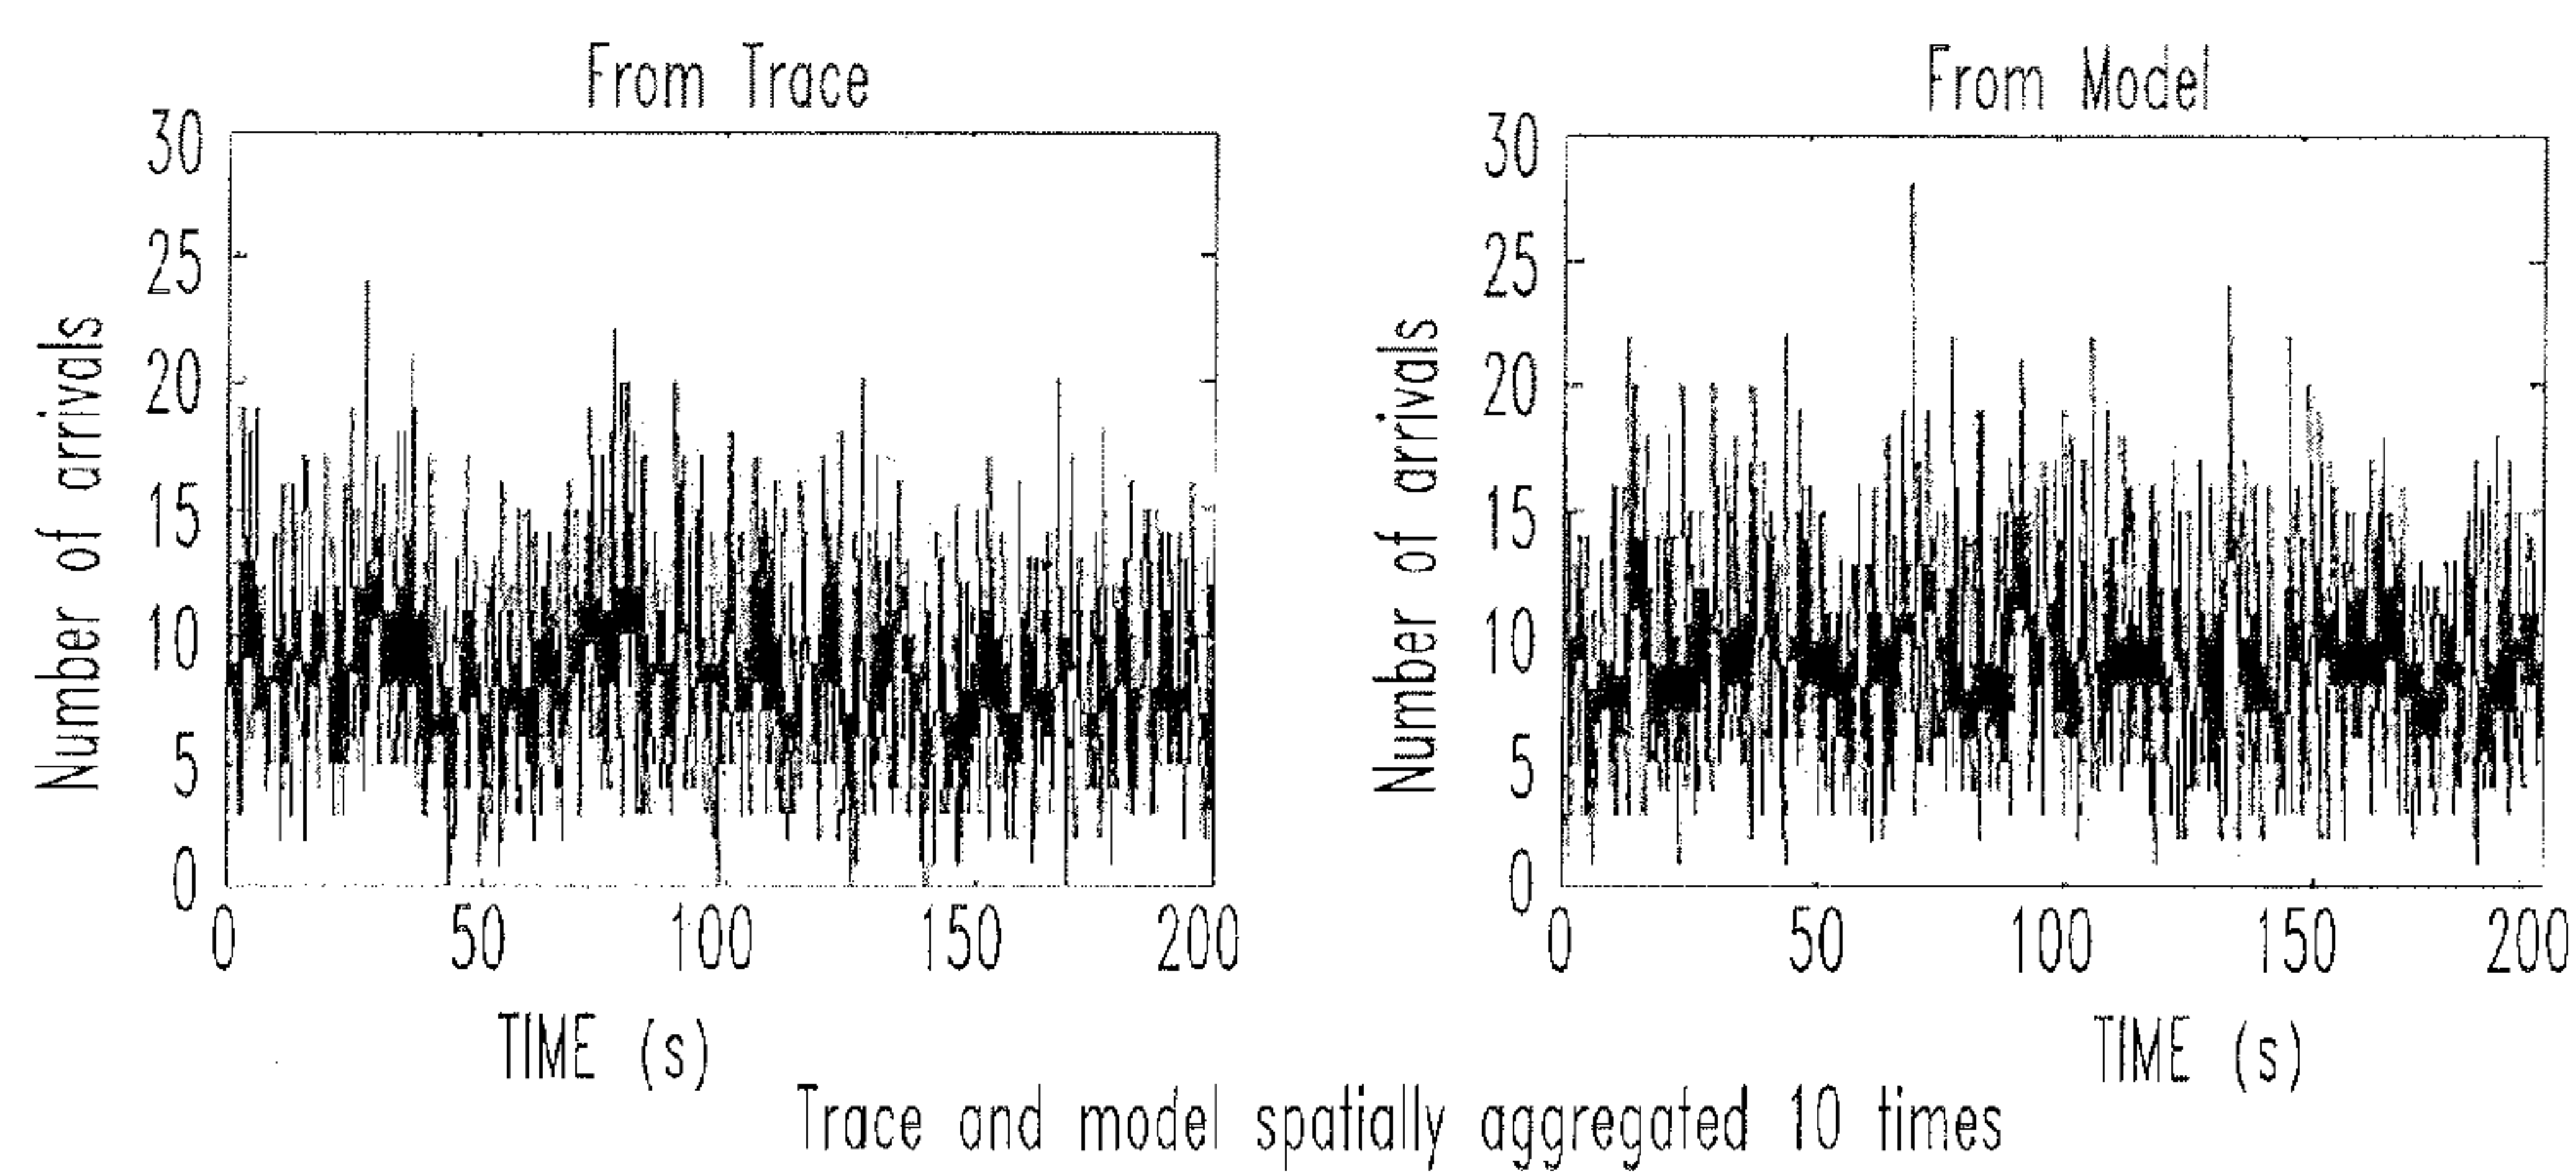 From Trace
Number of arrivals
30
25
20
15
10
5
0
0 50 100 150 200
TIME (s)
From Model
Number of arrivals
30
25
20
15
10
5
0
0 50 100 150 200
TIME (s)
Trace and model spatially aggregated 10 times